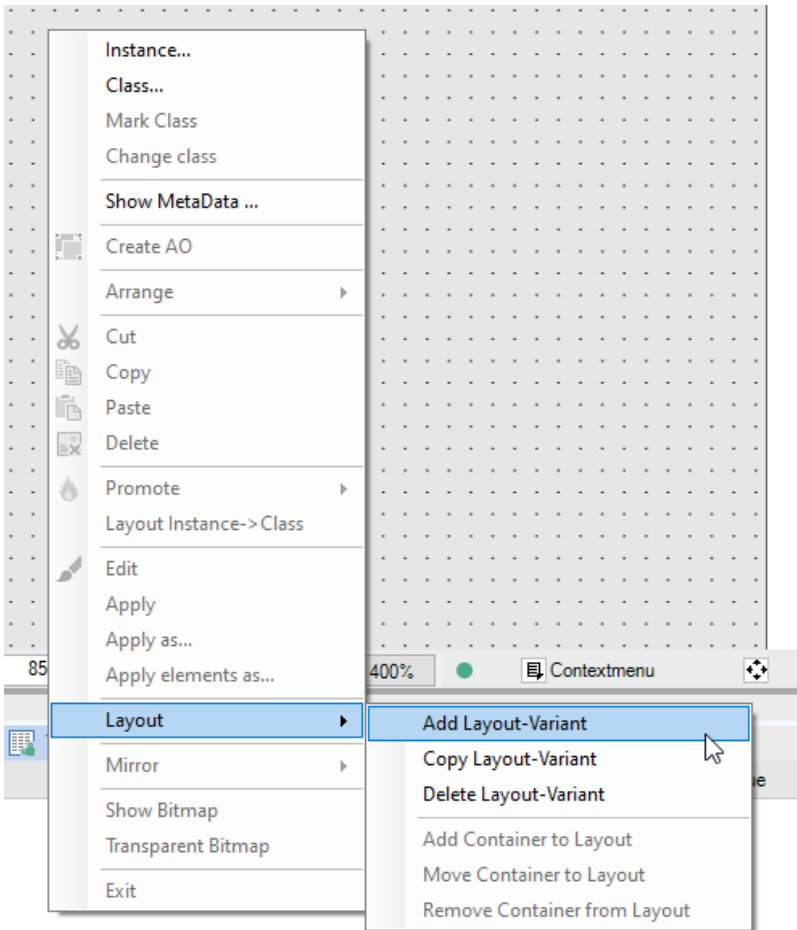 Instance...
Class...
Mark Class
Change class
Show MetaData ...
Create AO
Arrange
Cut
Copy
Paste
Delete
Promote
Layout Instance->Class
Edit
Apply
Apply as...
Apply elements as...
85
400%
Contextmenu
Layout
Add Layout-Variant
Copy Layout-Variant
Delete Layout-Variant
Add Container to Layout
Move Container to Layout
Remove Container from Layout
Mirror
Show Bitmap
Transparent Bitmap
Exit